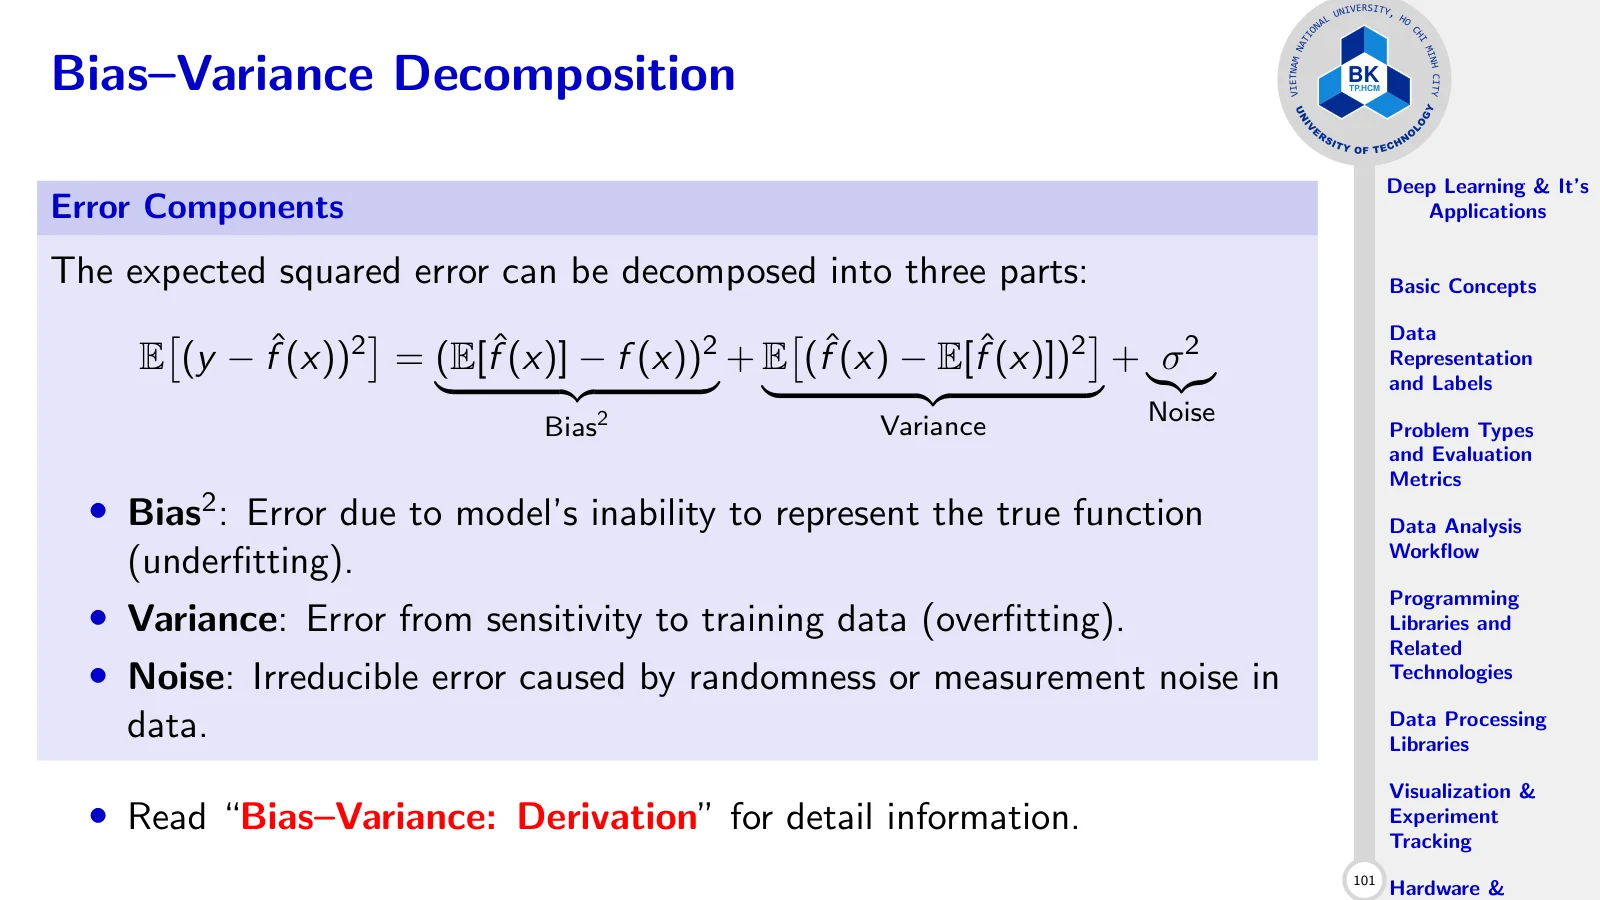 Bias–Variance Decomposition
Error Components
The expected squared error can be decomposed into three parts:
𝔼[(y − f̂(x))²] = (𝔼[f̂(x)] − f(x))² + 𝔼[(f̂(x) − 𝔼[f̂(x)])²] + σ²
Bias² Variance Noise
• Bias²: Error due to model's inability to represent the true function
(underfitting).
• Variance: Error from sensitivity to training data (overfitting).
• Noise: Irreducible error caused by randomness or measurement noise in
data.
• Read “Bias–Variance: Derivation” for detail information.
VIETNAM NATIONAL UNIVERSITY, HO CHI MINH CITY
BK
TP.HCM
UNIVERSITY OF TECHNOLOGY
Deep Learning & It's
Applications
Basic Concepts
Data
Representation
and Labels
Problem Types
and Evaluation
Metrics
Data Analysis
Workflow
Programming
Libraries and
Related
Technologies
Data Processing
Libraries
Visualization &
Experiment
Tracking
Hardware &
101